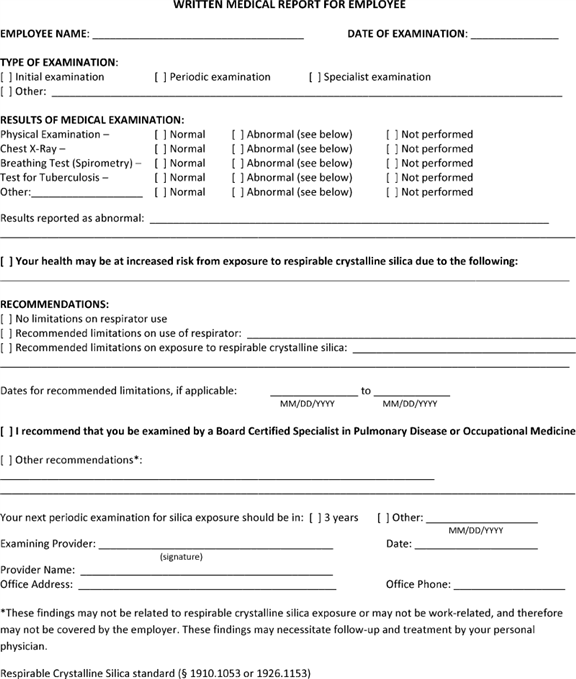 WRITTEN MEDICAL REPORT FOR EMPLOYEE
EMPLOYEE NAME: ______________________________ DATE OF EXAMINATION: _______________
TYPE OF EXAMINATION:
[ ] Initial examination [ ] Periodic examination [ ] Specialist examination
[ ] Other: ______________________________
RESULTS OF MEDICAL EXAMINATION:
Physical Examination – [ ] Normal [ ] Abnormal (see below) [ ] Not performed
Chest X-Ray – [ ] Normal [ ] Abnormal (see below) [ ] Not performed
Breathing Test (Spirometry) – [ ] Normal [ ] Abnormal (see below) [ ] Not performed
Test for Tuberculosis – [ ] Normal [ ] Abnormal (see below) [ ] Not performed
Other:____________________ [ ] Normal [ ] Abnormal (see below) [ ] Not performed
Results reported as abnormal: ______________________________
[ ] Your health may be at increased risk from exposure to respirable crystalline silica due to the following:
RECOMMENDATIONS:
[ ] No limitations on respirator use
[ ] Recommended limitations on use of respirator: ______________________________
[ ] Recommended limitations on exposure to respirable crystalline silica: ______________________________
Dates for recommended limitations, if applicable: _______________ to _______________
MM/DD/YYYY MM/DD/YYYY
[ ] I recommend that you be examined by a Board Certified Specialist in Pulmonary Disease or Occupational Medicine
[ ] Other recommendations*:
Your next periodic examination for silica exposure should be in: [ ] 3 years [ ] Other: ____________________
MM/DD/YYYY
Examining Provider: ______________________________ Date: ____________________
(signature)
Provider Name: ______________________________
Office Address: ______________________________ Office Phone: ____________________
*These findings may not be related to respirable crystalline silica exposure or may not be work-related, and therefore
may not be covered by the employer. These findings may necessitate follow-up and treatment by your personal
physician.
Respirable Crystalline Silica standard (§ 1910.1053 or 1926.1153)